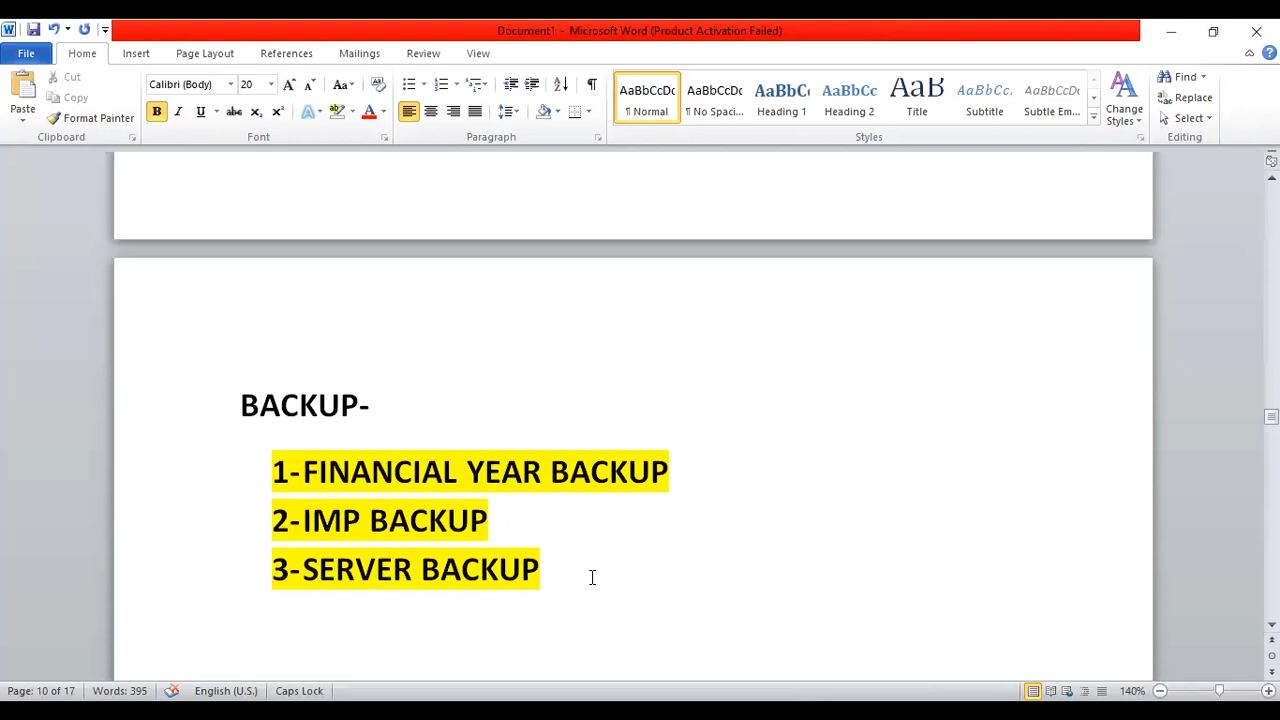 Document1 - Microsoft Word (Product Activation Failed)
File Home Insert Page Layout References Mailings Review View
Paste
Cut
Copy
Format Painter
Clipboard
Calibri (Body) 20
Font
Paragraph
AaBbCcDc AaBbCcDc AaBbCc AaBbCc AaB AaBbCc. AaBbCcDc
¶ Normal ¶ No Spaci... Heading 1 Heading 2 Title Subtitle Subtle Em...
Styles
Change Styles
Find
Replace
Select
Editing
BACKUP-
1-FINANCIAL YEAR BACKUP
2-IMP BACKUP
3-SERVER BACKUP
Page: 10 of 17 Words: 395 English (U.S.) Caps Lock 140%